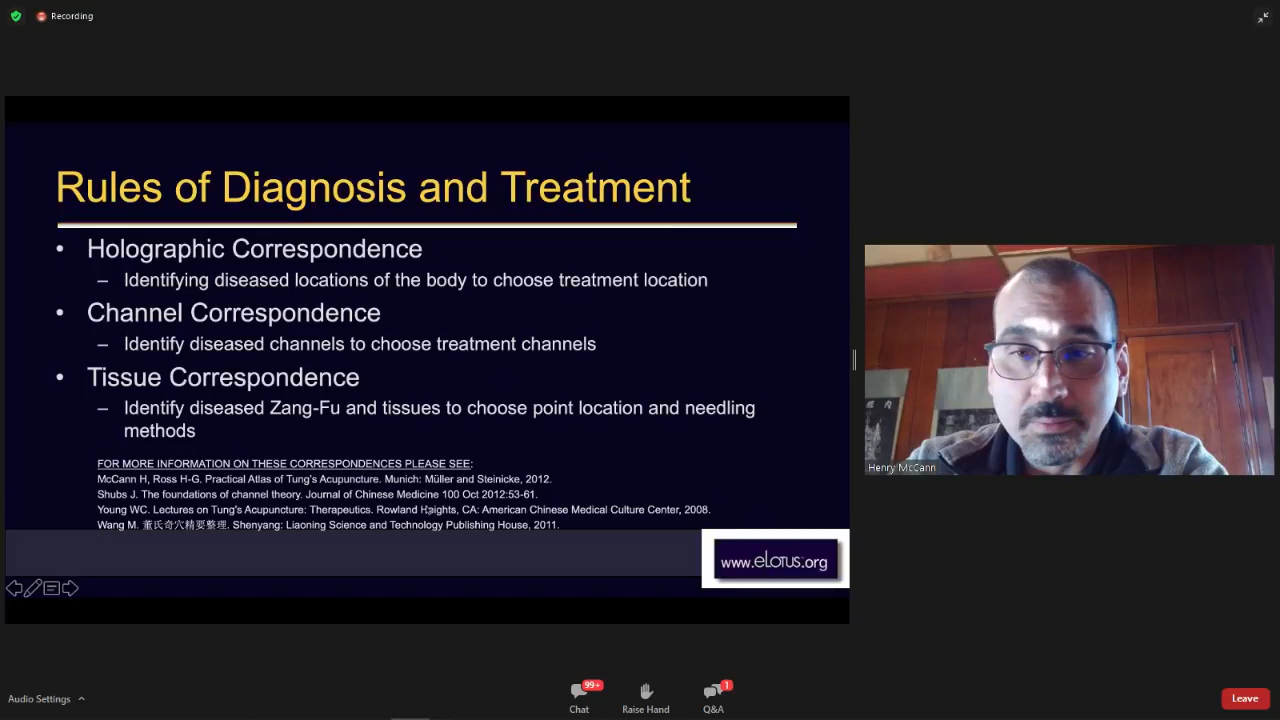 Recording
Rules of Diagnosis and Treatment
• Holographic Correspondence
– Identifying diseased locations of the body to choose treatment location
• Channel Correspondence
– Identify diseased channels to choose treatment channels
• Tissue Correspondence
– Identify diseased Zang-Fu and tissues to choose point location and needling
methods
FOR MORE INFORMATION ON THESE CORRESPONDENCES PLEASE SEE:
McCann H, Ross H-G. Practical Atlas of Tung's Acupuncture. Munich: Müller and Steinicke, 2012.
Shubs J. The foundations of channel theory. Journal of Chinese Medicine 100 Oct 2012:53-61.
Young WC. Lectures on Tung's Acupuncture: Therapeutics. Rowland Heights, CA: American Chinese Medical Culture Center, 2008.
Wang M. 董氏奇穴精要整理. Shenyang: Liaoning Science and Technology Publishing House, 2011.
www.eLotus.org
Henry McCann
Audio Settings
99+
Chat
Raise Hand
1
Q&A
Leave